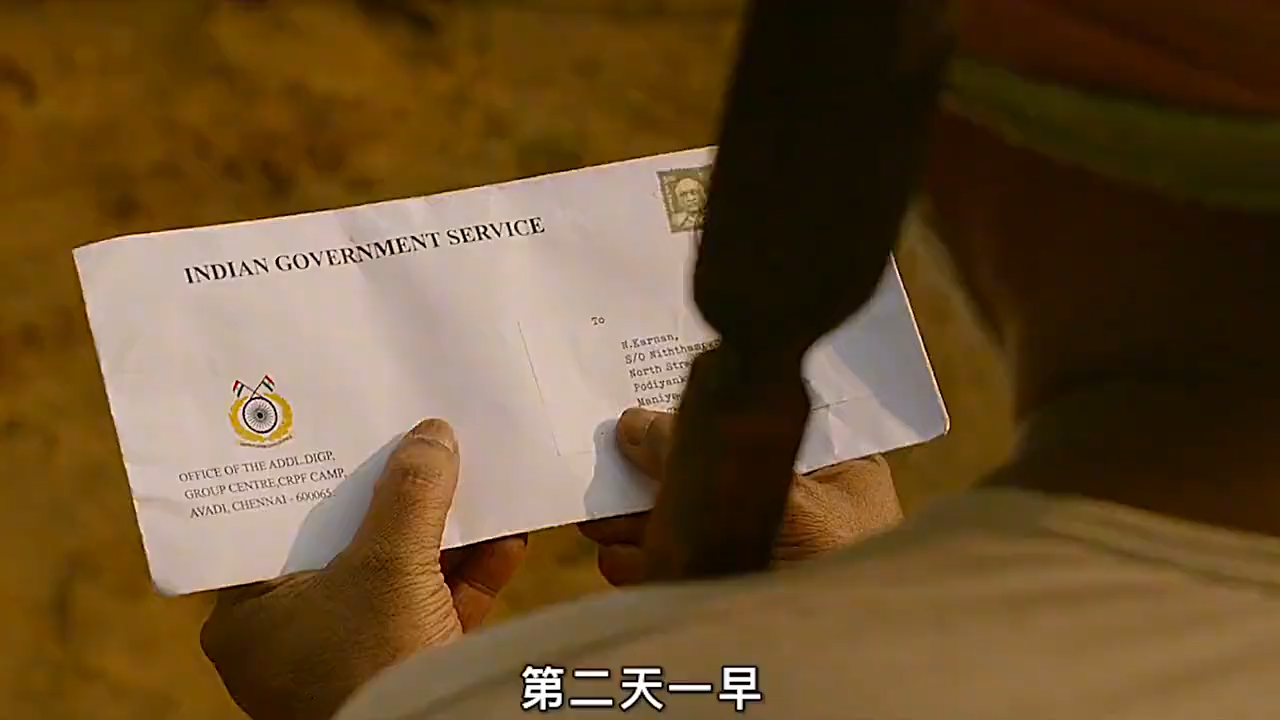 INDIAN GOVERNMENT SERVICE
To
N.Karnan,
S/O
North
OFFICE OF THE ADDL.DIGP,
GROUP CENTRE,CRPF CAMP,
AVADI, CHENNAI - 600065.
第二天一早